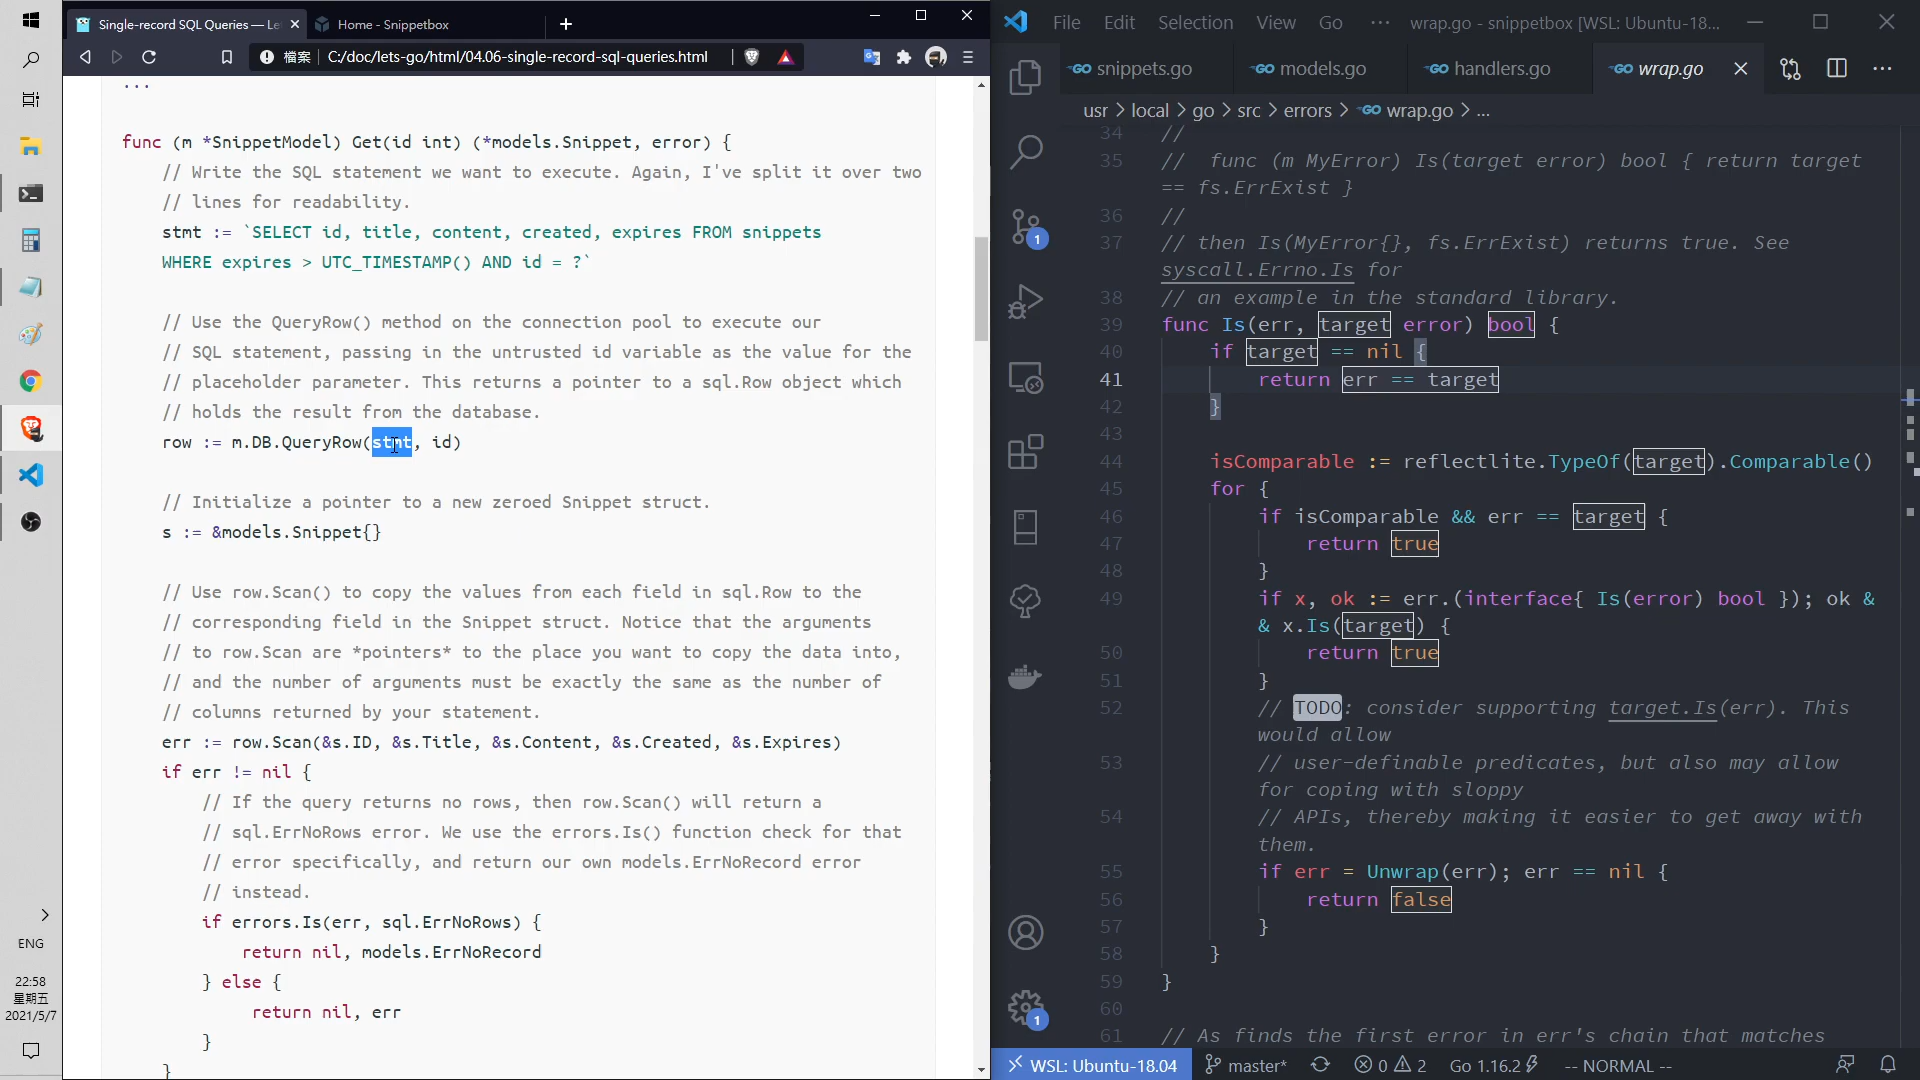 Single-record SQL Queries — Le
Home - Snippetbox
檔案
C:/doc/lets-go/html/04.06-single-record-sql-queries.html
...
func (m *SnippetModel) Get(id int) (*models.Snippet, error) {
// Write the SQL statement we want to execute. Again, I've split it over two
// lines for readability.
stmt := `SELECT id, title, content, created, expires FROM snippets
WHERE expires > UTC_TIMESTAMP() AND id = ?`
// Use the QueryRow() method on the connection pool to execute our
// SQL statement, passing in the untrusted id variable as the value for the
// placeholder parameter. This returns a pointer to a sql.Row object which
// holds the result from the database.
row := m.DB.QueryRow(stmt, id)
// Initialize a pointer to a new zeroed Snippet struct.
s := &models.Snippet{}
// Use row.Scan() to copy the values from each field in sql.Row to the
// corresponding field in the Snippet struct. Notice that the arguments
// to row.Scan are *pointers* to the place you want to copy the data into,
// and the number of arguments must be exactly the same as the number of
// columns returned by your statement.
err := row.Scan(&s.ID, &s.Title, &s.Content, &s.Created, &s.Expires)
if err != nil {
// If the query returns no rows, then row.Scan() will return a
// sql.ErrNoRows error. We use the errors.Is() function check for that
// error specifically, and return our own models.ErrNoRecord error
// instead.
if errors.Is(err, sql.ErrNoRows) {
return nil, models.ErrNoRecord
} else {
return nil, err
}
}
ENG
22:58
星期五
2021/5/7
File Edit Selection View Go ··· wrap.go - snippetbox [WSL: Ubuntu-18...
GO snippets.go
GO models.go
GO handlers.go
GO wrap.go
usr > local > go > src > errors > GO wrap.go > ...
34 //
35 // func (m MyError) Is(target error) bool { return target
== fs.ErrExist }
36 //
37 // then Is(MyError{}, fs.ErrExist) returns true. See
syscall.Errno.Is for
38 // an example in the standard library.
39 func Is(err, target error) bool {
40 if target == nil {
41 return err == target
42 }
43
44 isComparable := reflectlite.TypeOf(target).Comparable()
45 for {
46 if isComparable && err == target {
47 return true
48 }
49 if x, ok := err.(interface{ Is(error) bool }); ok &
& x.Is(target) {
50 return true
51 }
52 // TODO: consider supporting target.Is(err). This
would allow
53 // user-definable predicates, but also may allow
for coping with sloppy
54 // APIs, thereby making it easier to get away with
them.
55 if err = Unwrap(err); err == nil {
56 return false
57 }
58 }
59 }
60
61 // As finds the first error in err's chain that matches
1
1
WSL: Ubuntu-18.04 master* 0 2 Go 1.16.2 -- NORMAL --